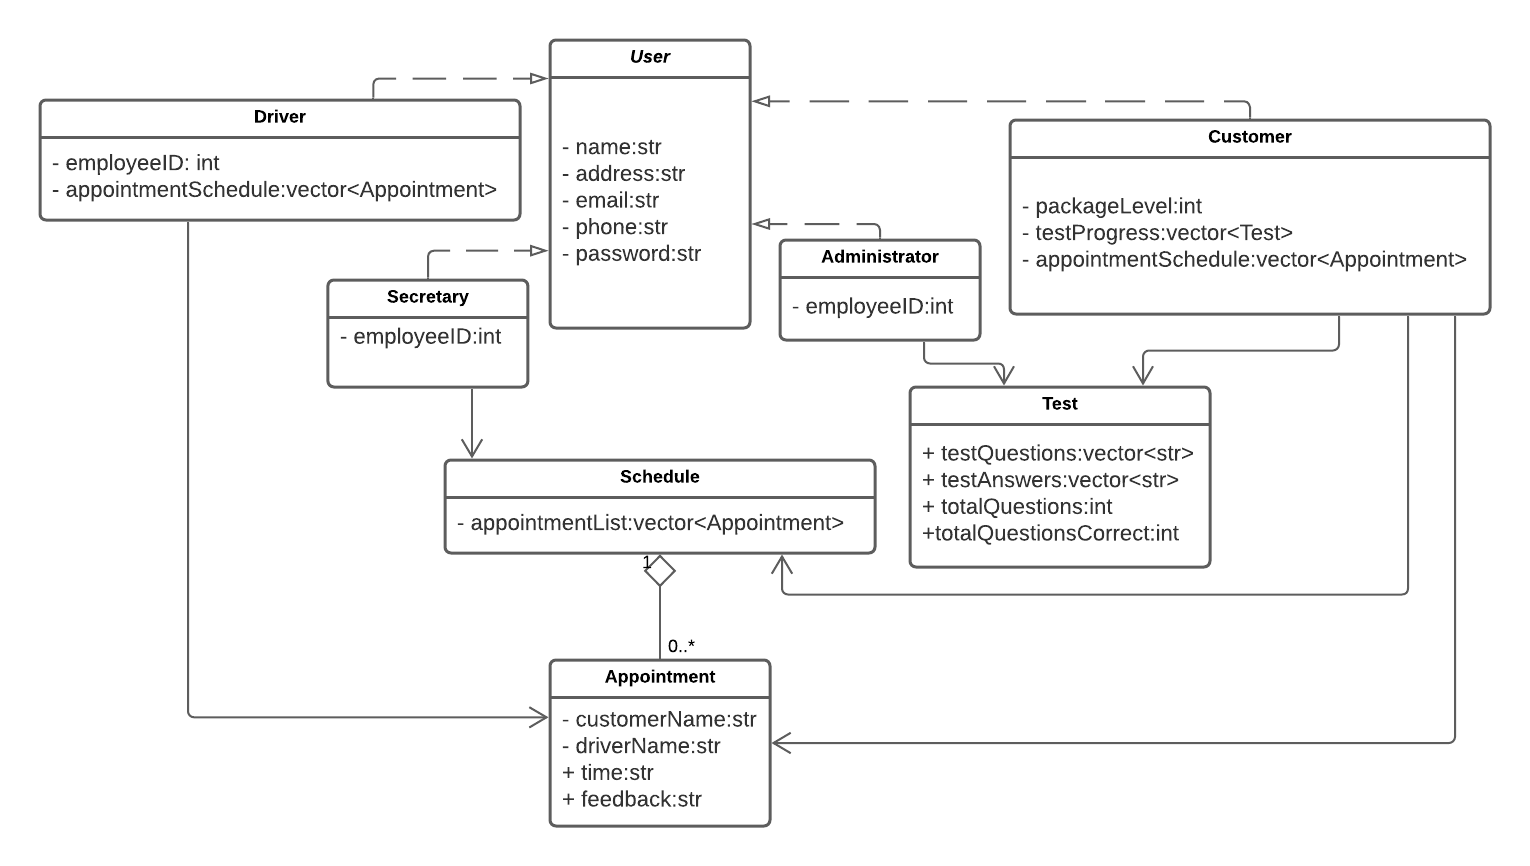 User
- name:str
- address:str
- email:str
- phone:str
- password:str
Driver
- employeeID: int
- appointmentSchedule:vector<Appointment>
Customer
- packageLevel:int
- testProgress:vector<Test>
- appointmentSchedule:vector<Appointment>
Secretary
- employeeID:int
Administrator
- employeeID:int
Test
+ testQuestions:vector<str>
+ testAnswers:vector<str>
+ totalQuestions:int
+totalQuestionsCorrect:int
Schedule
- appointmentList:vector<Appointment>
1
0..*
Appointment
- customerName:str
- driverName:str
+ time:str
+ feedback:str